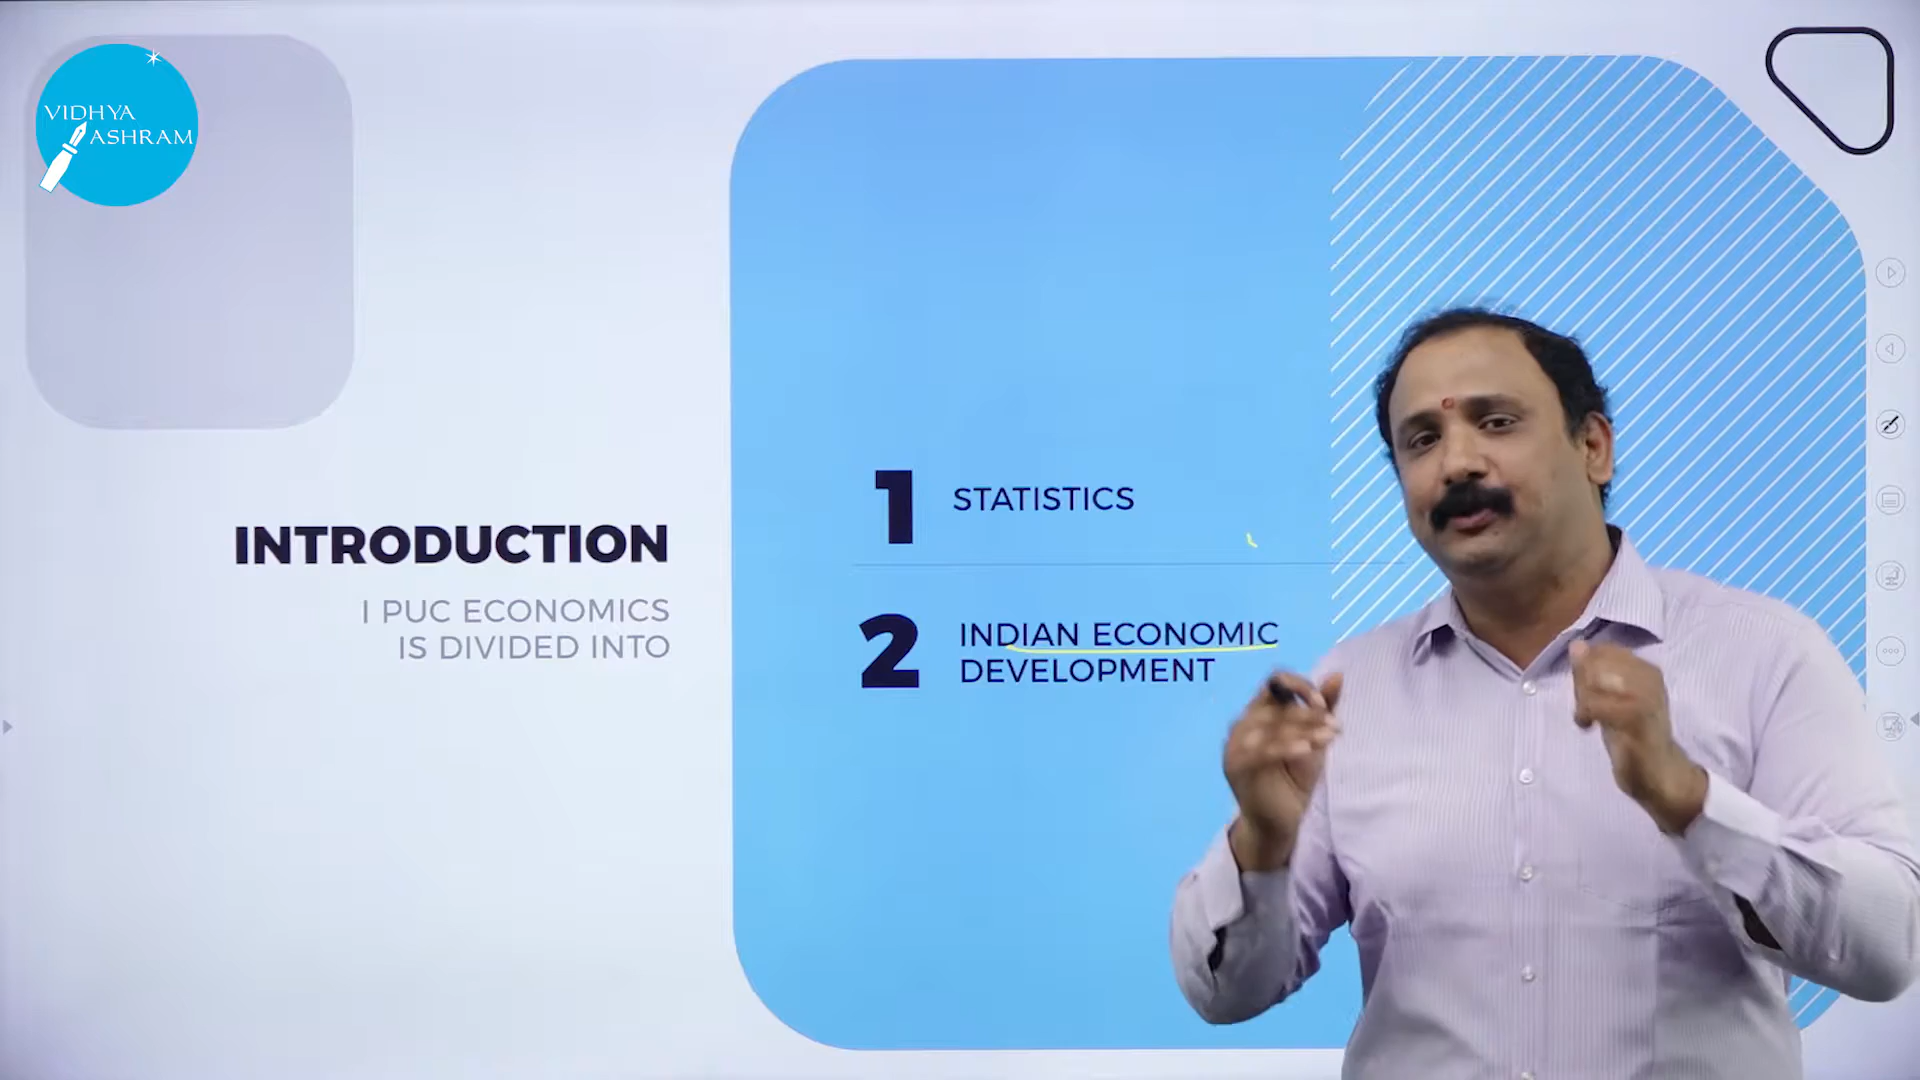 VIDHYA
ASHRAM
INTRODUCTION
I PUC ECONOMICS
IS DIVIDED INTO
1 STATISTICS
2 INDIAN ECONOMIC
DEVELOPMENT